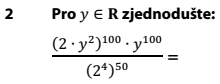 2 Pro y ∈ R zjednodušte:
(2 · y²)¹⁰⁰ · y¹⁰⁰
(2⁴)⁵⁰ =